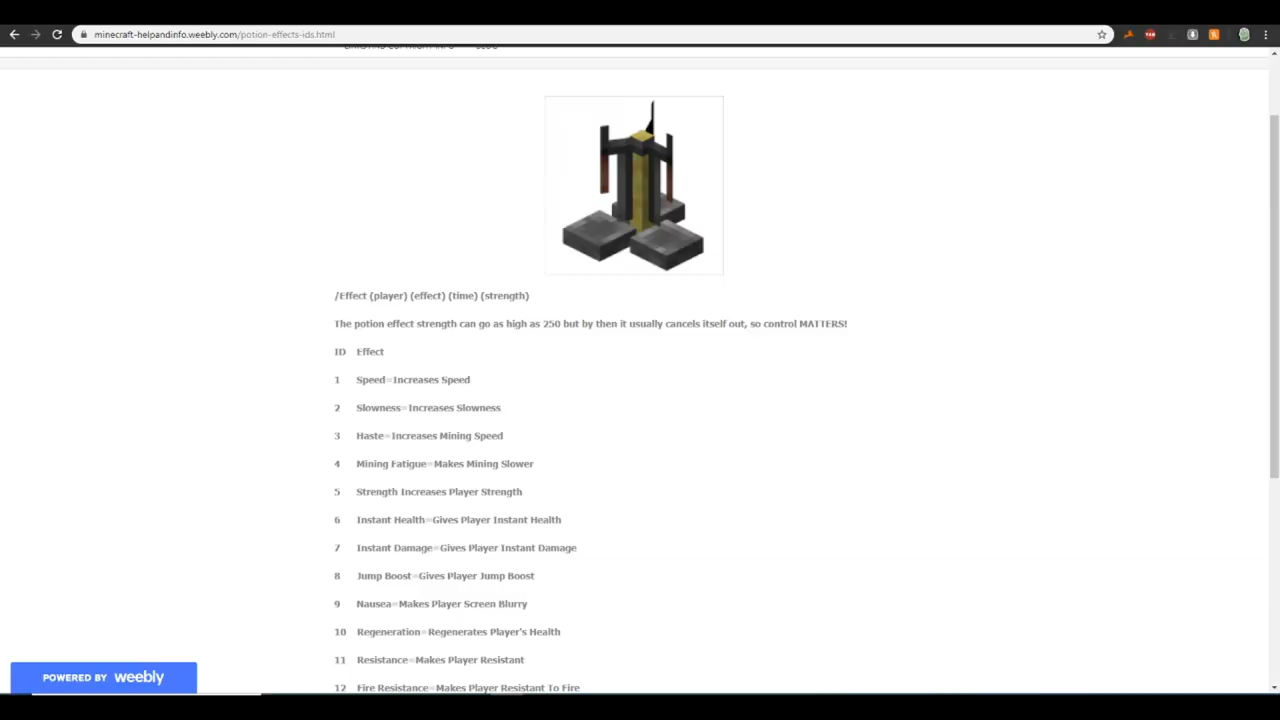 minecraft-helpandinfo.weebly.com/potion-effects-ids.html
LINKS AND COPYRIGHT INFO BLOG
/Effect (player) (effect) (time) (strength)
The potion effect strength can go as high as 250 but by then it usually cancels itself out, so control MATTERS!
ID Effect
1 Speed=Increases Speed
2 Slowness=Increases Slowness
3 Haste=Increases Mining Speed
4 Mining Fatigue=Makes Mining Slower
5 Strength Increases Player Strength
6 Instant Health=Gives Player Instant Health
7 Instant Damage=Gives Player Instant Damage
8 Jump Boost=Gives Player Jump Boost
9 Nausea=Makes Player Screen Blurry
10 Regeneration=Regenerates Player's Health
11 Resistance=Makes Player Resistant
12 Fire Resistance=Makes Player Resistant To Fire
POWERED BY weebly